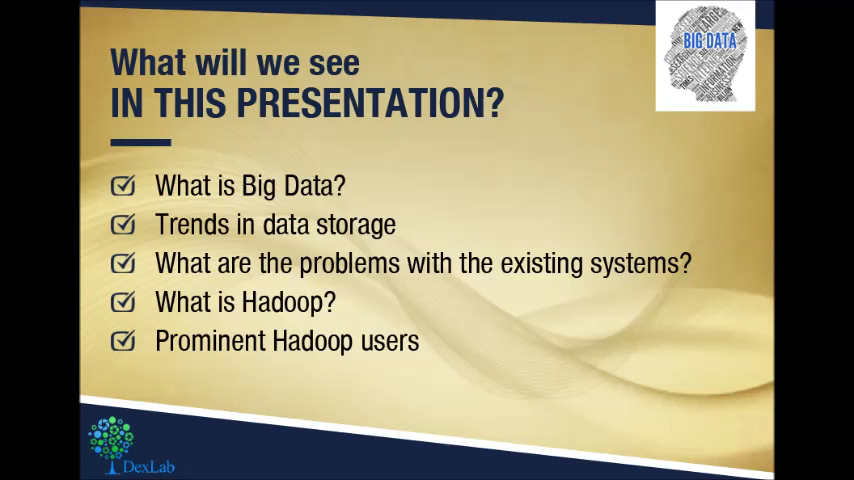 What will we see
IN THIS PRESENTATION?
BIG DATA
What is Big Data?
Trends in data storage
What are the problems with the existing systems?
What is Hadoop?
Prominent Hadoop users
DexLab